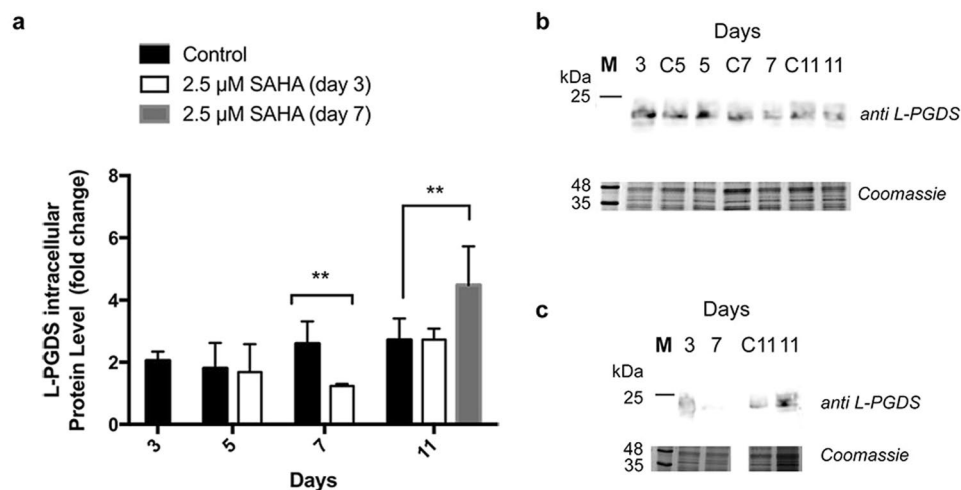 a
Control
2.5 µM SAHA (day 3)
2.5 µM SAHA (day 7)
L-PGDS intracellular
Protein Level (fold change)
8
6
4
2
0
**
**
3
5
7
11
Days
b
Days
kDa
M 3 C5 5 C7 7 C11 11
25
anti L-PGDS
48
35
Coomassie
c
Days
M 3 7 C11 11
kDa
25
anti L-PGDS
48
35
Coomassie